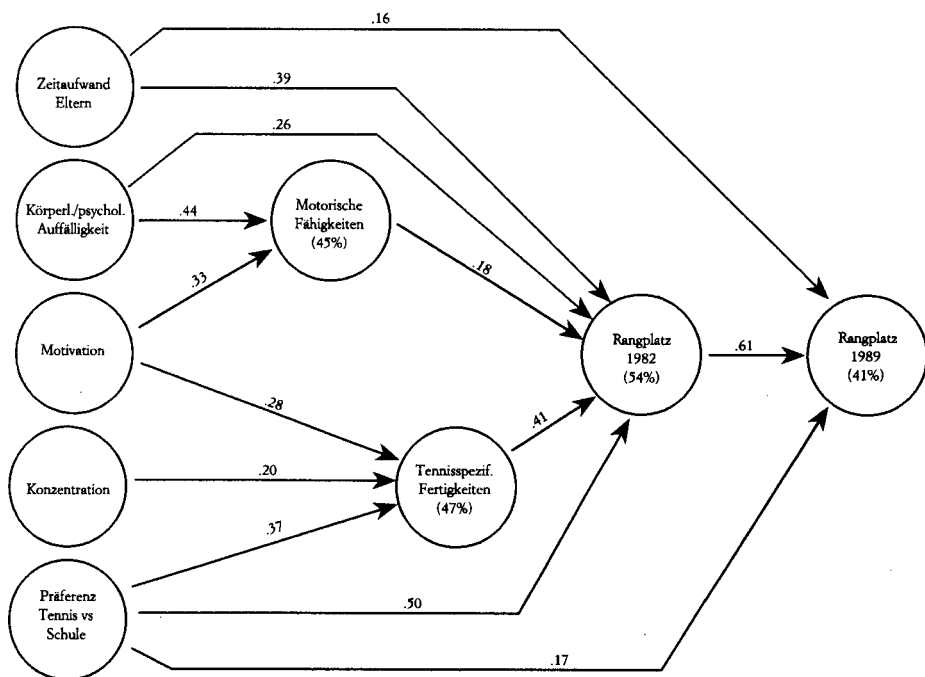 .16
Zeitaufwand
Eltern
.39
.26
Körperl./psychol.
Auffälligkeit
.44
Motorische
Fähigkeiten
(45%)
.33
.18
Motivation
Rangplatz
1982
(54%)
.61
Rangplatz
1989
(41%)
.28
.41
Konzentration
.20
Tennisspezif.
Fertigkeiten
(47%)
.37
Präferenz
Tennis vs
Schule
.50
.17